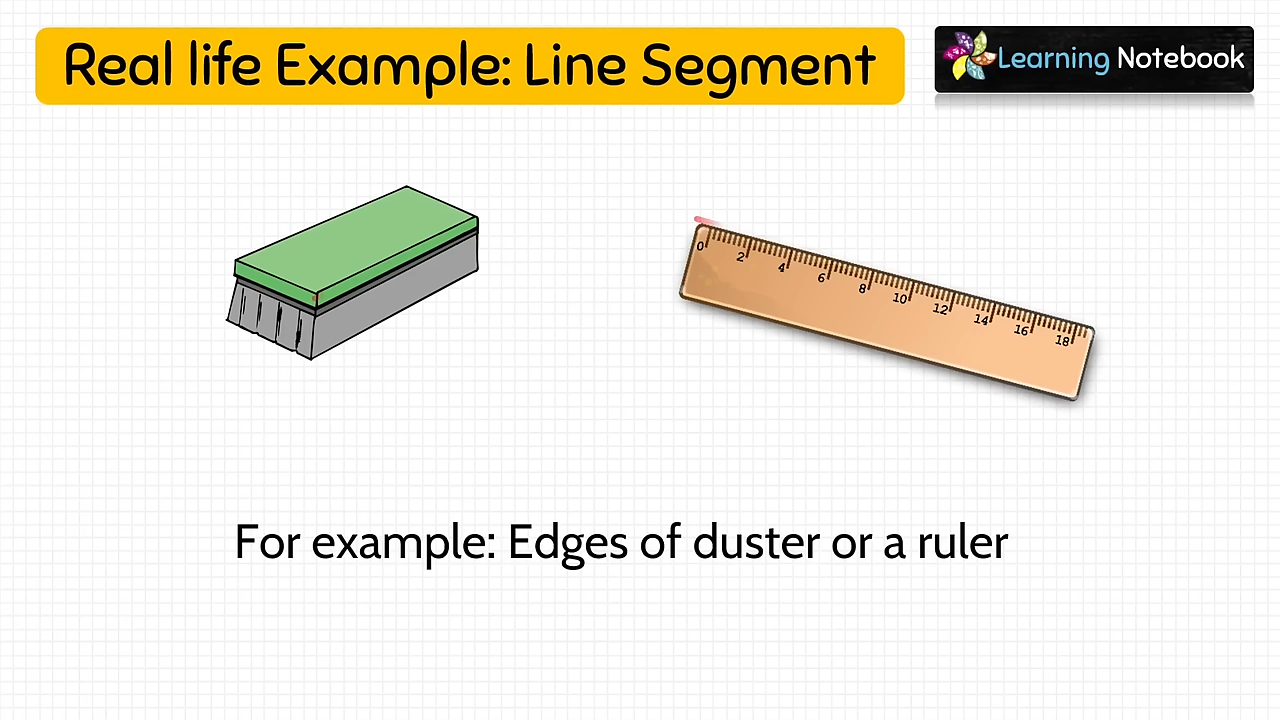 Real life Example: Line Segment
Learning Notebook
0 2 4 6 8 10 12 14 16 18
For example: Edges of duster or a ruler